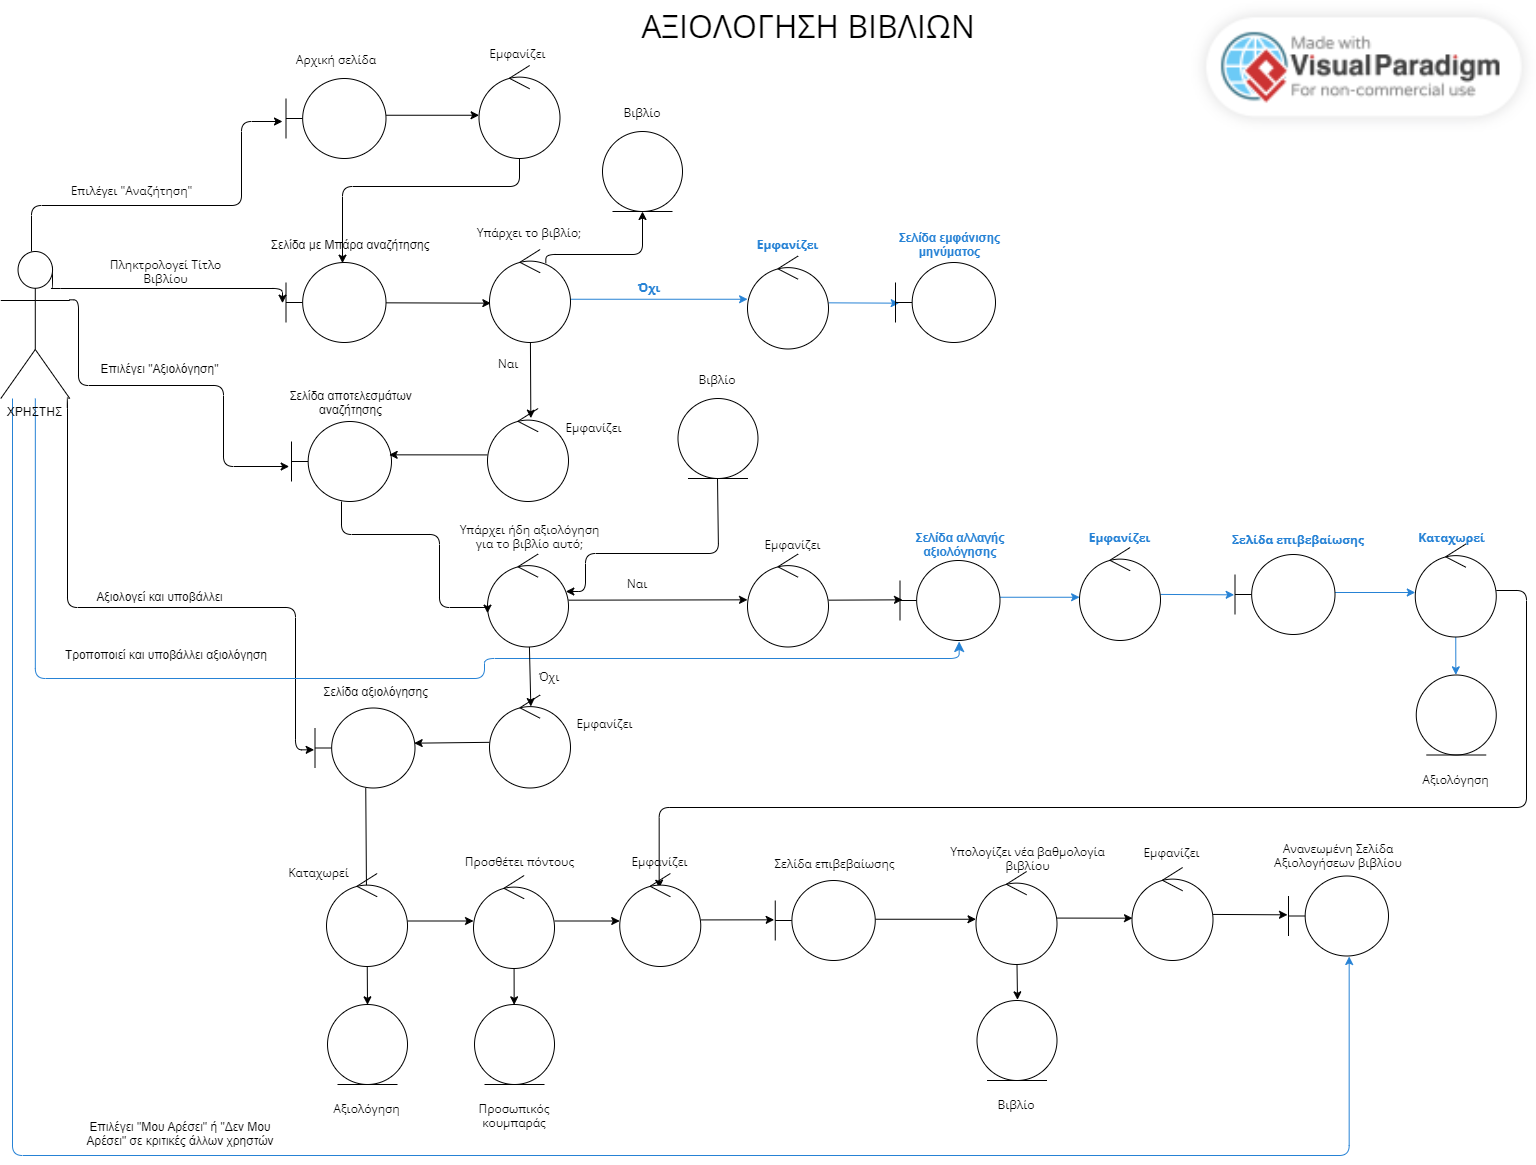 ΑΞΙΟΛΟΓΗΣΗ ΒΙΒΛΙΩΝ
Made with
Visual Paradigm
For non-commercial use
Αρχική σελίδα
Εμφανίζει
Βιβλίο
Επιλέγει "Αναζήτηση"
Σελίδα με Μπάρα αναζήτησης
Υπάρχει το βιβλίο;
Εμφανίζει
Σελίδα εμφάνισης
μηνύματος
Πληκτρολογεί Τίτλο
Βιβλίου
Όχι
Ναι
Επιλέγει "Αξιολόγηση"
Σελίδα αποτελεσμάτων
αναζήτησης
Βιβλίο
ΧΡΗΣΤΗΣ
Εμφανίζει
Υπάρχει ήδη αξιολόγηση
για το βιβλίο αυτό;
Εμφανίζει
Σελίδα αλλαγής
αξιολόγησης
Εμφανίζει
Σελίδα επιβεβαίωσης
Καταχωρεί
Ναι
Αξιολογεί και υποβάλλει
Τροποποιεί και υποβάλλει αξιολόγηση
Όχι
Σελίδα αξιολόγησης
Εμφανίζει
Αξιολόγηση
Καταχωρεί
Προσθέτει πόντους
Εμφανίζει
Σελίδα επιβεβαίωσης
Υπολογίζει νέα βαθμολογία
βιβλίου
Εμφανίζει
Ανανεωμένη Σελίδα
Αξιολογήσεων βιβλίου
Αξιολόγηση
Προσωπικός
κουμπαράς
Βιβλίο
Επιλέγει "Μου Αρέσει" ή "Δεν Μου
Αρέσει" σε κριτικές άλλων χρηστών